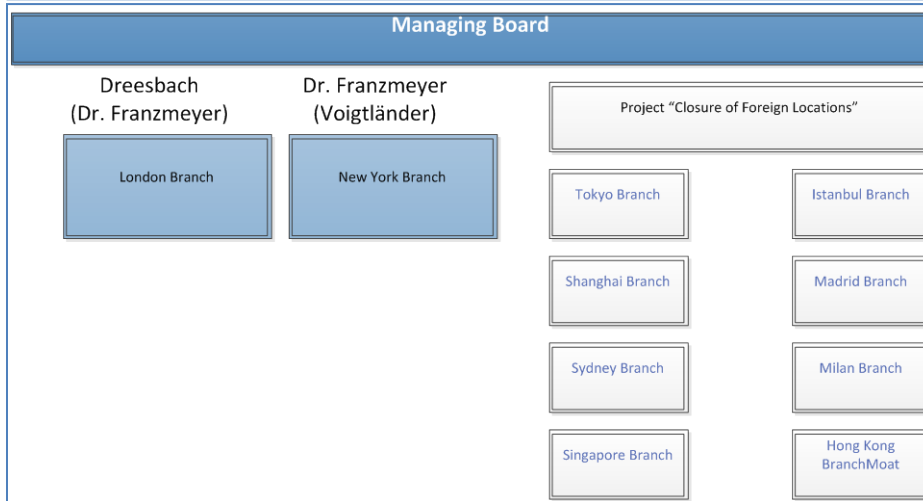 Managing Board
Dreesbach
(Dr. Franzmeyer)
Dr. Franzmeyer
(Voigtländer)
Project “Closure of Foreign Locations”
London Branch
New York Branch
Tokyo Branch
Istanbul Branch
Shanghai Branch
Madrid Branch
Sydney Branch
Milan Branch
Singapore Branch
Hong Kong
BranchMoat